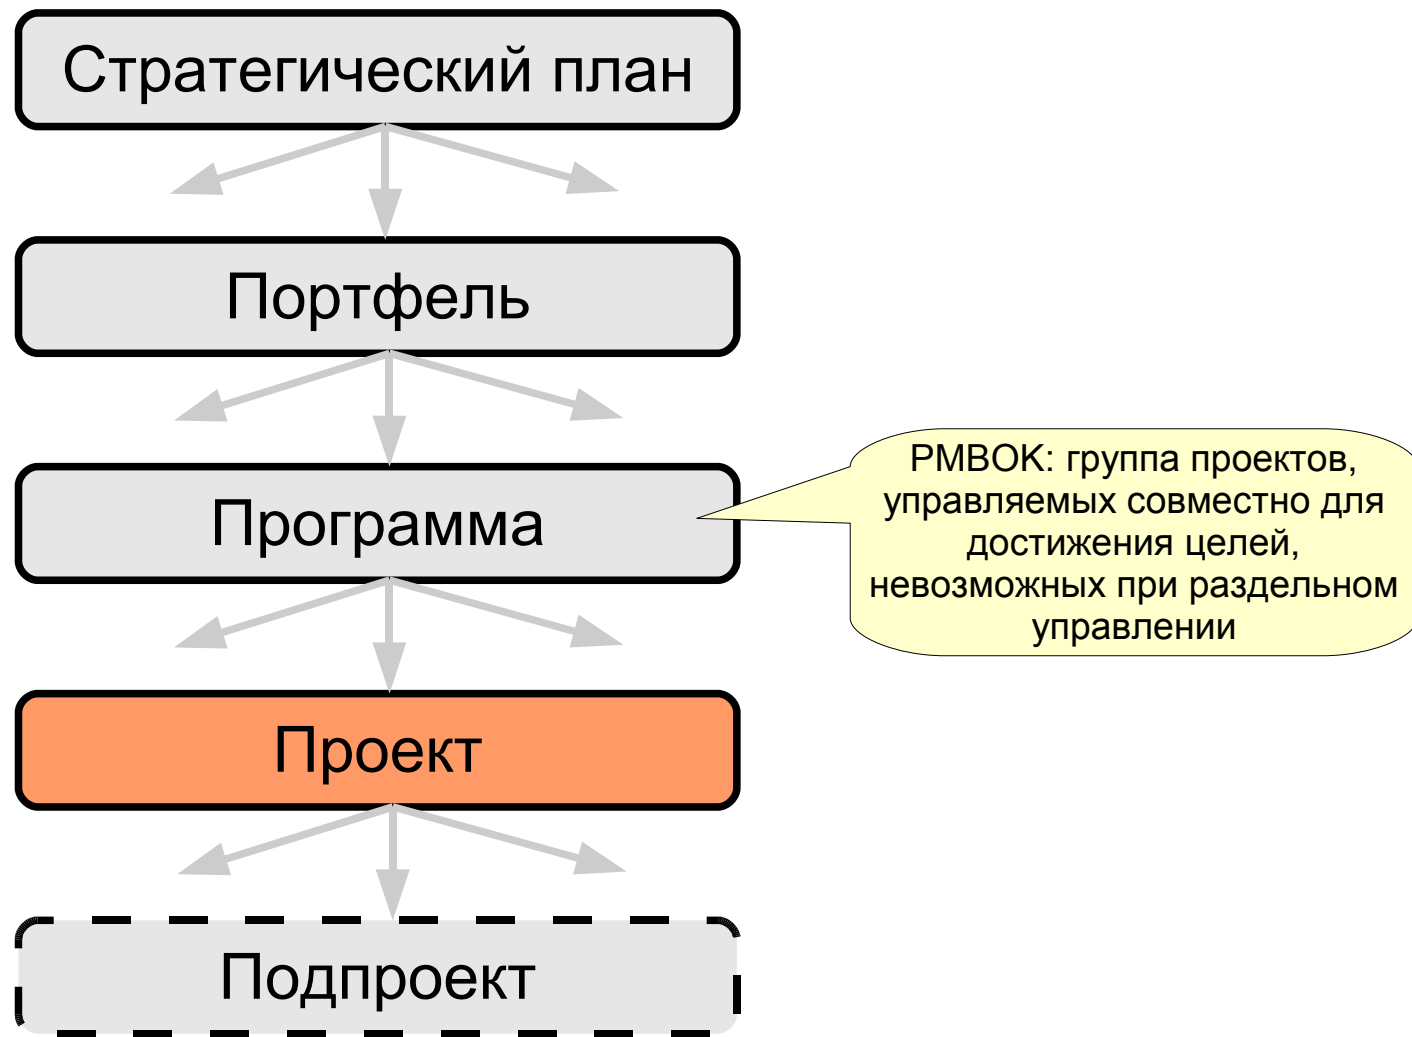 Стратегический план
Портфель
Программа
PMBOK: группа проектов,
управляемых совместно для
достижения целей,
невозможных при раздельном
управлении
Проект
Подпроект